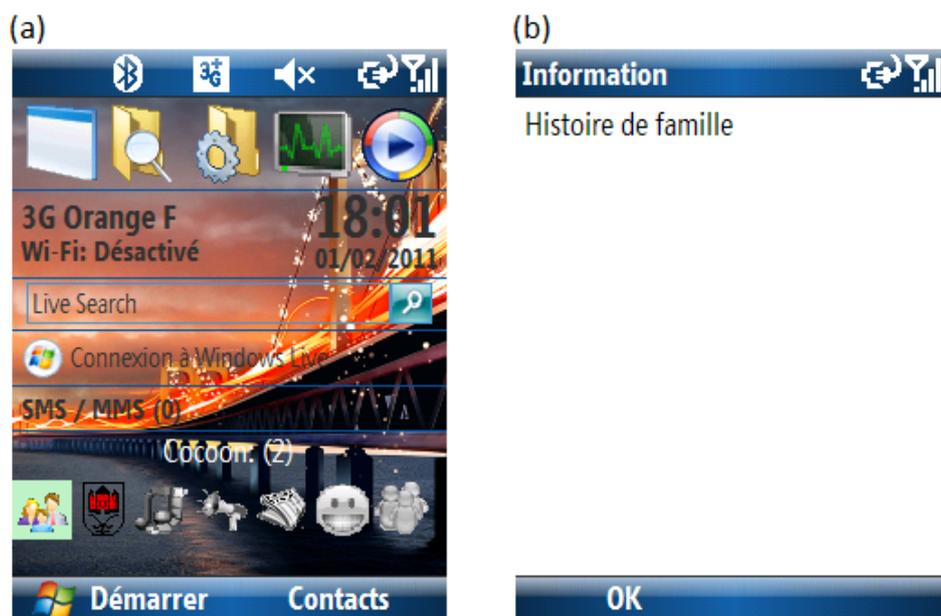 (a)
3G
3G Orange F
18:01
Wi-Fi: Désactivé
01/02/2011
Live Search
Connexion à Windows Live
SMS / MMS (0)
Cocoon: (2)
Démarrer
Contacts
(b)
Information
Histoire de famille
OK